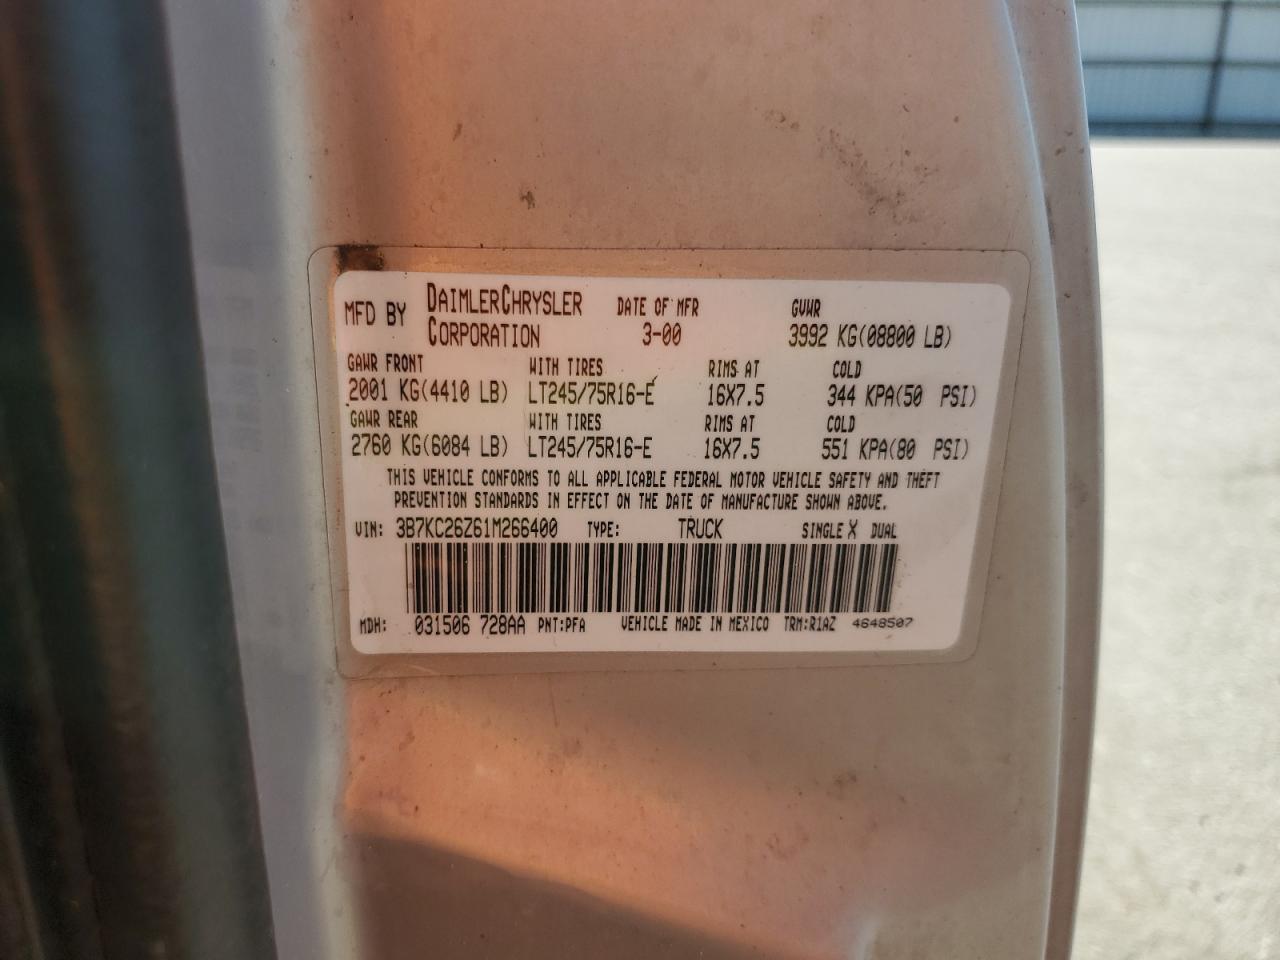 MFD BY DAIMLERCHRYSLER CORPORATION DATE OF MFR 3-00 GVWR 3992 KG(08800 LB)
GAWR FRONT WITH TIRES RIMS AT COLD
2001 KG(4410 LB) LT245/75R16-E 16X7.5 344 KPA(50 PSI)
GAWR REAR WITH TIRES RIMS AT COLD
2760 KG(6084 LB) LT245/75R16-E 16X7.5 551 KPA(80 PSI)
THIS VEHICLE CONFORMS TO ALL APPLICABLE FEDERAL MOTOR VEHICLE SAFETY AND THEFT
PREVENTION STANDARDS IN EFFECT ON THE DATE OF MANUFACTURE SHOWN ABOVE.
VIN: 3B7KC26Z61M266400 TYPE: TRUCK SINGLE X DUAL
MDH: 031506 728AA PNT:PFA VEHICLE MADE IN MEXICO TRM:R1AZ 4648507